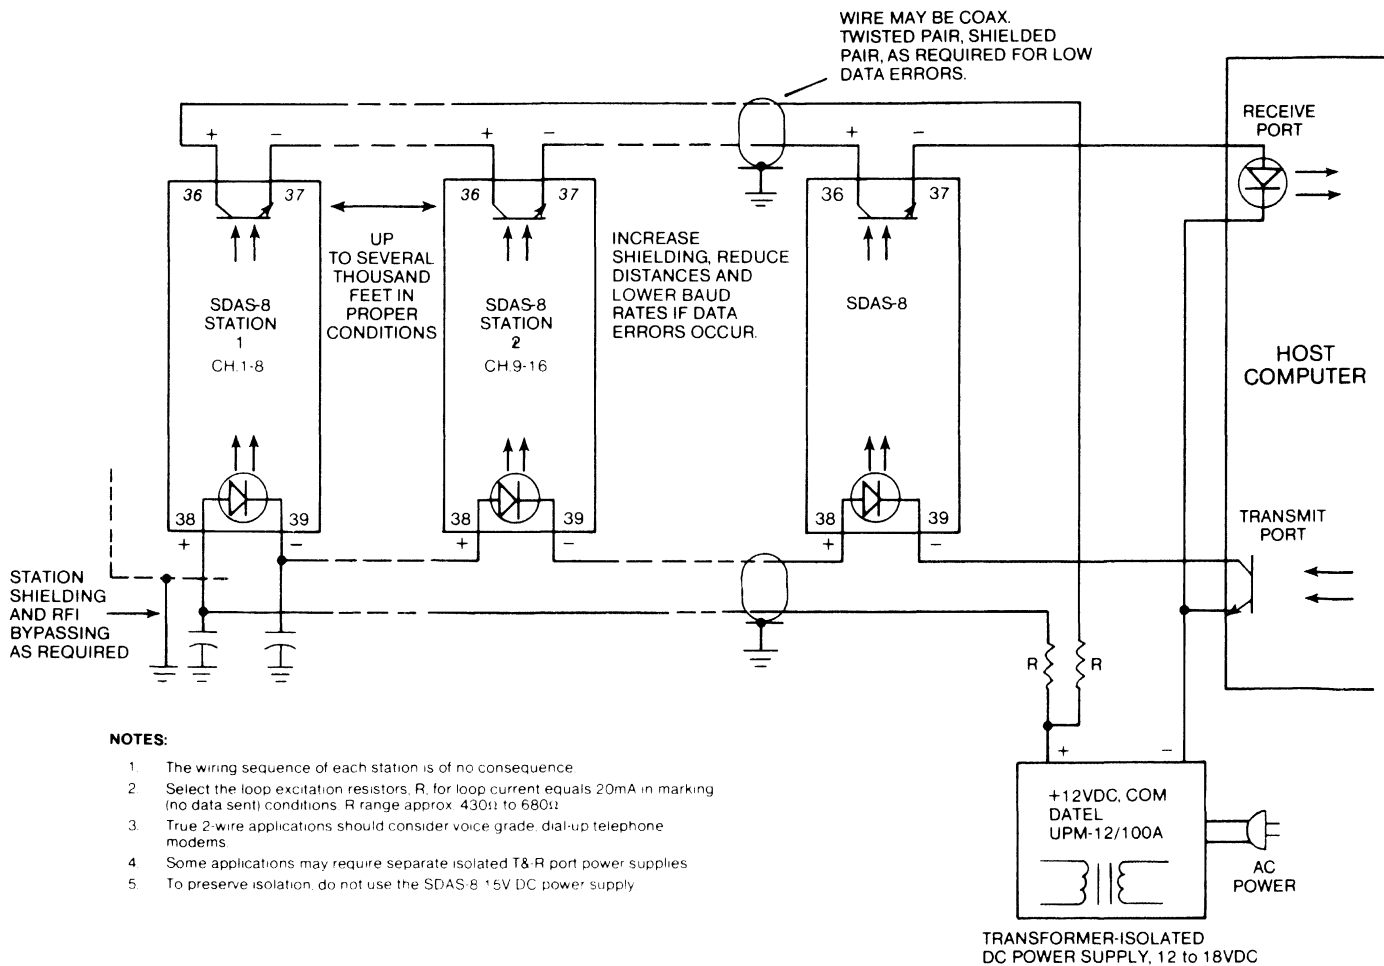 WIRE MAY BE COAX.
TWISTED PAIR, SHIELDED
PAIR, AS REQUIRED FOR LOW
DATA ERRORS.
RECEIVE
PORT
+ −
+ −
+ −
36 37
36 37
36 37
UP
TO SEVERAL
THOUSAND
FEET IN
PROPER
CONDITIONS
INCREASE
SHIELDING, REDUCE
DISTANCES AND
LOWER BAUD
RATES IF DATA
ERRORS OCCUR.
SDAS-8
STATION
1
CH.1-8
SDAS-8
STATION
2
CH.9-16
SDAS-8
HOST
COMPUTER
38 39
38 39
38 39
+ −
+ −
+ −
TRANSMIT
PORT
STATION
SHIELDING
AND RFI
BYPASSING
AS REQUIRED
R R
+ −
NOTES:
1. The wiring sequence of each station is of no consequence.
2. Select the loop excitation resistors, R, for loop current equals 20mA in marking
(no data sent) conditions. R range approx. 430Ω to 680Ω
3. True 2-wire applications should consider voice grade, dial-up telephone
modems.
4. Some applications may require separate isolated T&R port power supplies
5. To preserve isolation, do not use the SDAS-8 15V DC power supply
+12VDC, COM
DATEL
UPM-12/100A
AC
POWER
TRANSFORMER-ISOLATED
DC POWER SUPPLY, 12 to 18VDC